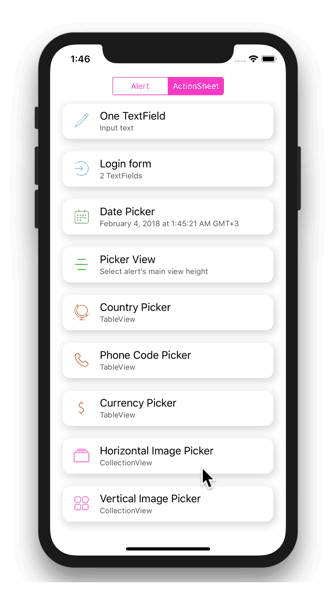 1:46
Alert
ActionSheet
One TextField
Input text
Login form
2 TextFields
Date Picker
February 4, 2018 at 1:45:21 AM GMT+3
Picker View
Select alert's main view height
Country Picker
TableView
Phone Code Picker
TableView
Currency Picker
TableView
Horizontal Image Picker
CollectionView
Vertical Image Picker
CollectionView